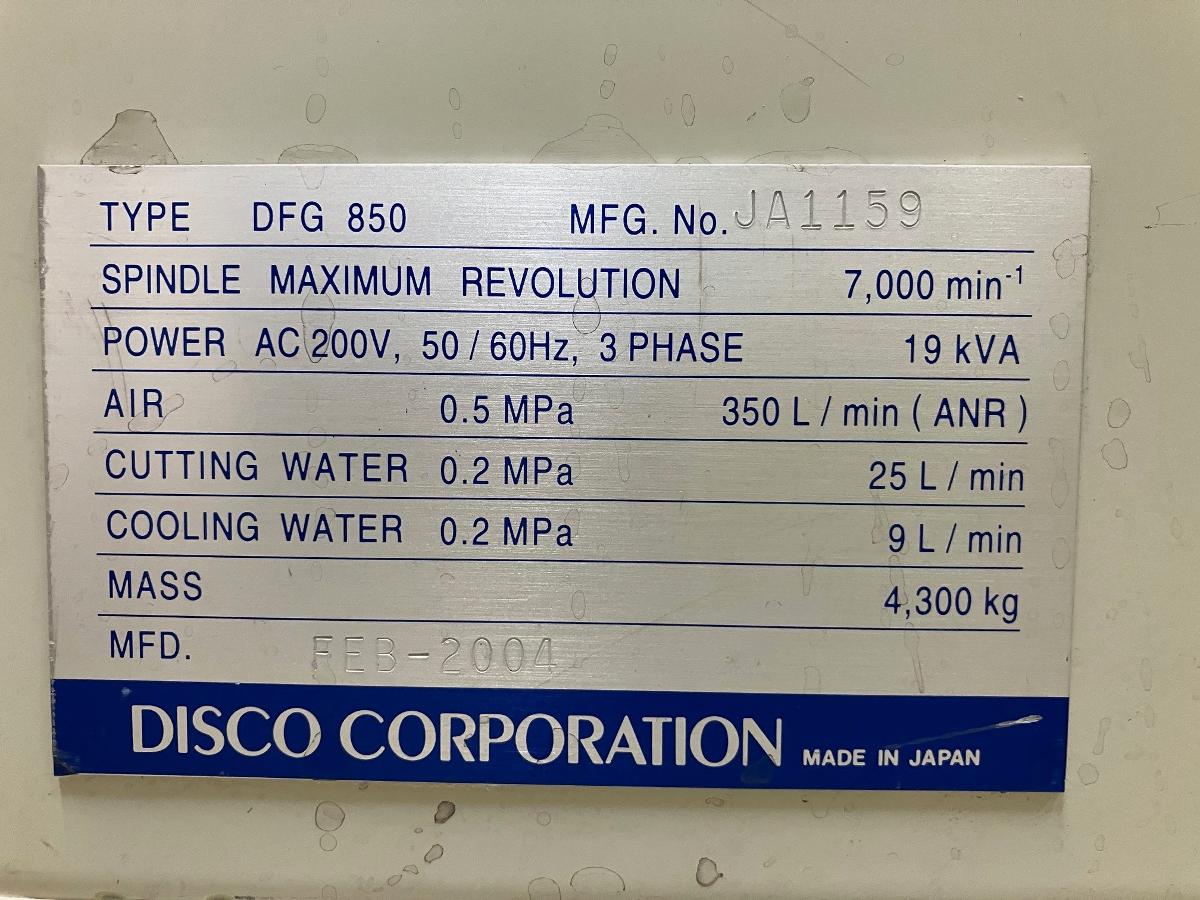 TYPE DFG 850 MFG. No. JA1159
SPINDLE MAXIMUM REVOLUTION 7,000 min⁻¹
POWER AC 200V, 50 / 60Hz, 3 PHASE 19 kVA
AIR 0.5 MPa 350 L / min ( ANR )
CUTTING WATER 0.2 MPa 25 L / min
COOLING WATER 0.2 MPa 9 L / min
MASS 4,300 kg
MFD. FEB-2004
DISCO CORPORATION MADE IN JAPAN